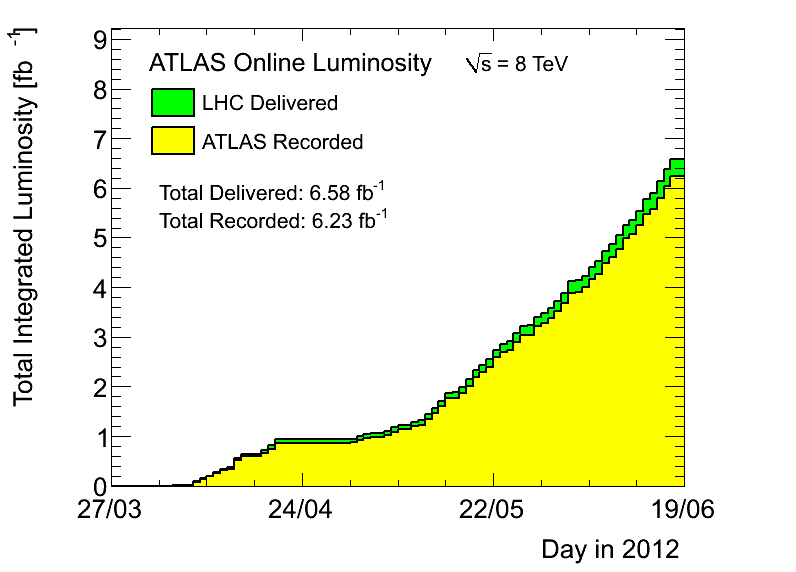 Total Integrated Luminosity [fb⁻¹]
9
8
7
6
5
4
3
2
1
0
ATLAS Online Luminosity √s = 8 TeV
LHC Delivered
ATLAS Recorded
Total Delivered: 6.58 fb⁻¹
Total Recorded: 6.23 fb⁻¹
27/03 24/04 22/05 19/06
Day in 2012